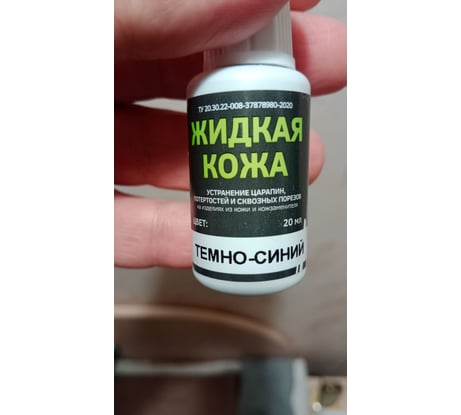 ТУ 20.30.22-008-37878980-2020
ЖИДКАЯ
КОЖА
УСТРАНЕНИЕ ЦАРАПИН,
ПОТЕРТОСТЕЙ И СКВОЗНЫХ ПОРЕЗОВ
на изделиях из кожи и кожзаменителя
ЦВЕТ: 20 мл
ТЕМНО-СИНИЙ